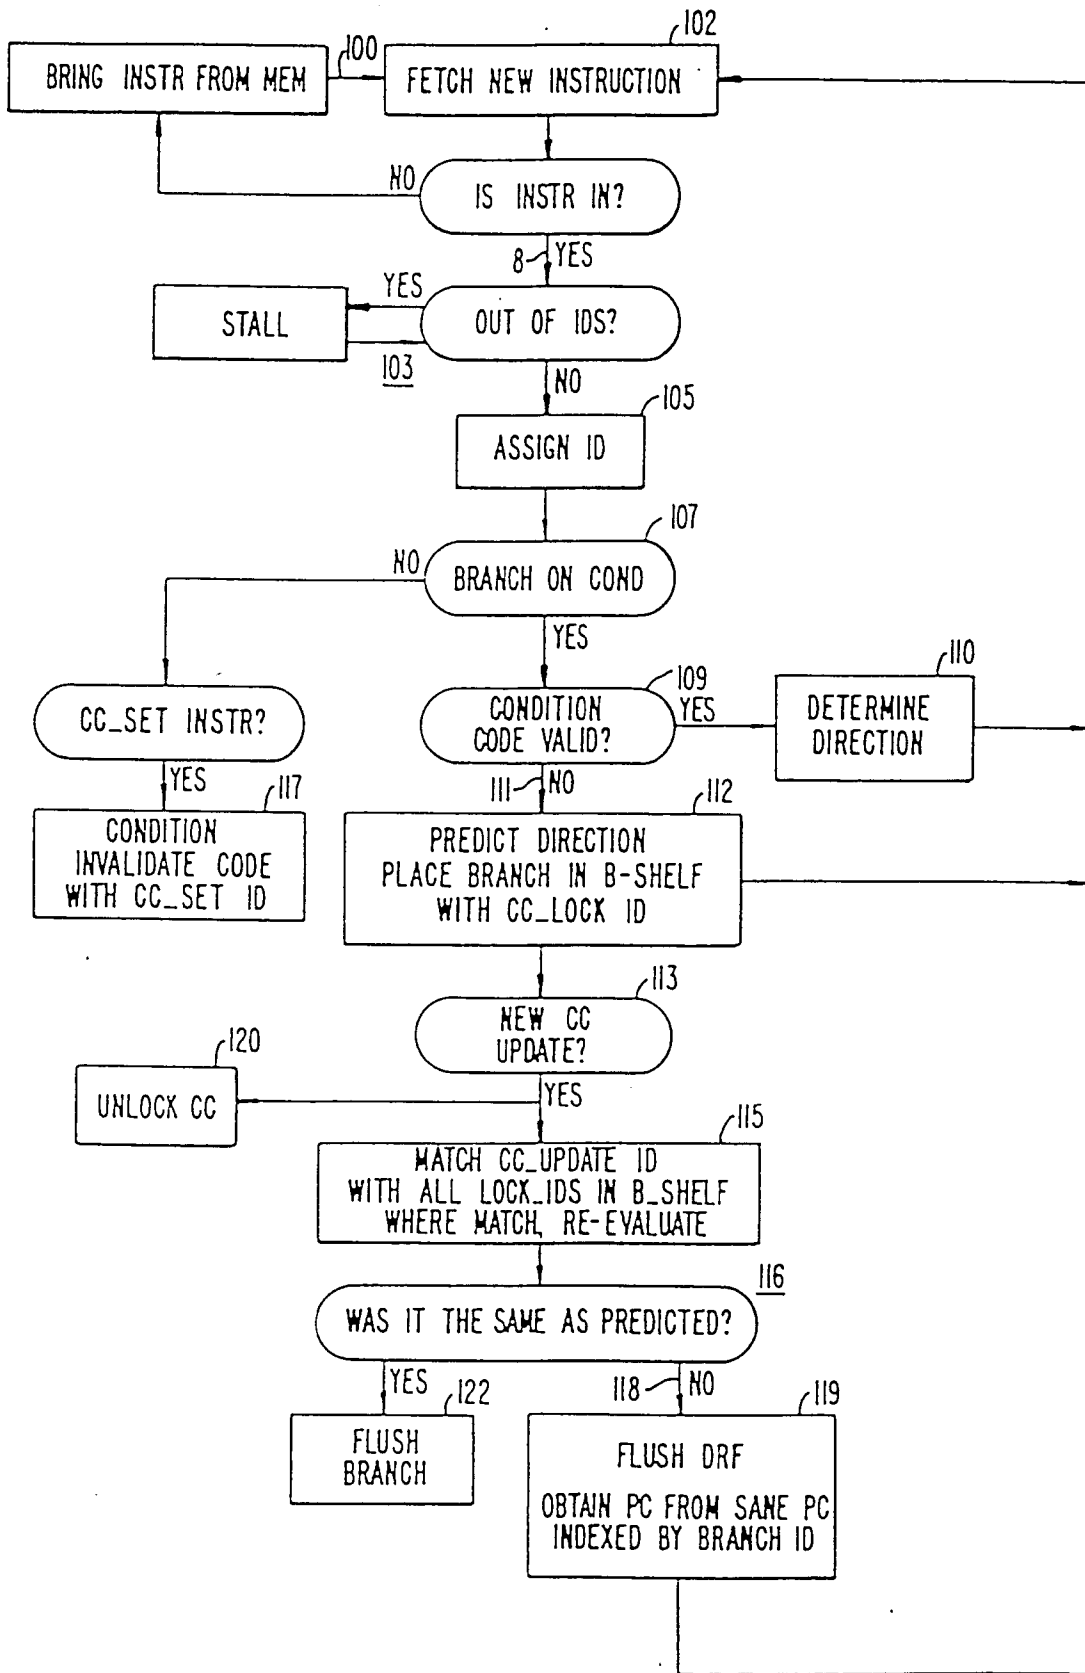 102
100
BRING INSTR FROM MEM
FETCH NEW INSTRUCTION
NO
IS INSTR IN?
8
YES
YES
STALL
OUT OF IDS?
103
NO
105
ASSIGN ID
107
NO
BRANCH ON COND
YES
109
110
CC_SET INSTR?
CONDITION
CODE VALID?
YES
DETERMINE
DIRECTION
YES
117
111
NO
112
CONDITION
INVALIDATE CODE
WITH CC_SET ID
PREDICT DIRECTION
PLACE BRANCH IN B-SHELF
WITH CC_LOCK ID
113
NEW CC
UPDATE?
120
YES
UNLOCK CC
115
MATCH CC_UPDATE ID
WITH ALL LOCK_IDS IN B_SHELF
WHERE MATCH, RE-EVALUATE
116
WAS IT THE SAME AS PREDICTED?
YES
122
118
NO
119
FLUSH
BRANCH
FLUSH DRF
OBTAIN PC FROM SANE PC
INDEXED BY BRANCH ID